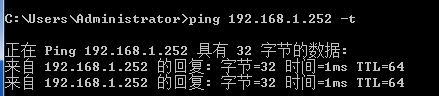 C:\Users\Administrator>ping 192.168.1.252 -t
正在 Ping 192.168.1.252 具有 32 字节的数据:
来自 192.168.1.252 的回复: 字节=32 时间=1ms TTL=64
来自 192.168.1.252 的回复: 字节=32 时间=1ms TTL=64